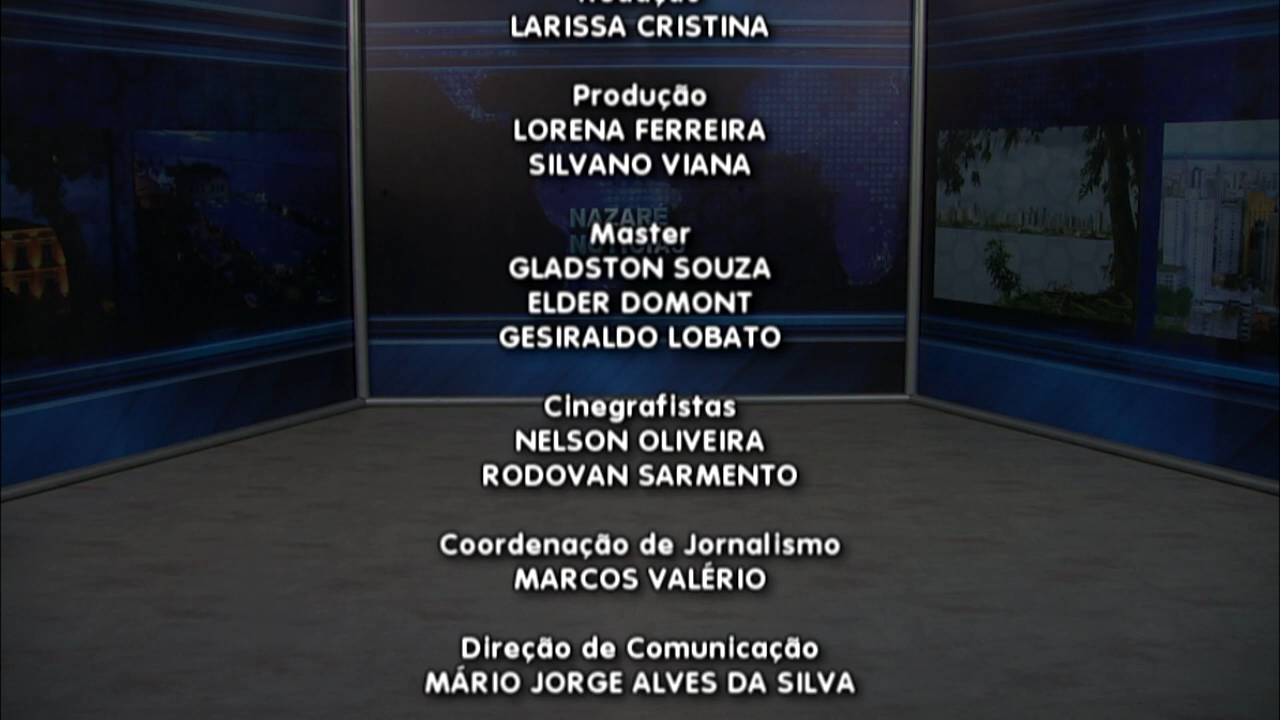 LARISSA CRISTINA
Produção
LORENA FERREIRA
SILVANO VIANA
NAZARÉ
Master
GLADSTON SOUZA
ELDER DOMONT
GESIRALDO LOBATO
Cinegrafistas
NELSON OLIVEIRA
RODOVAN SARMENTO
Coordenação de Jornalismo
MARCOS VALÉRIO
Direção de Comunicação
MÁRIO JORGE ALVES DA SILVA